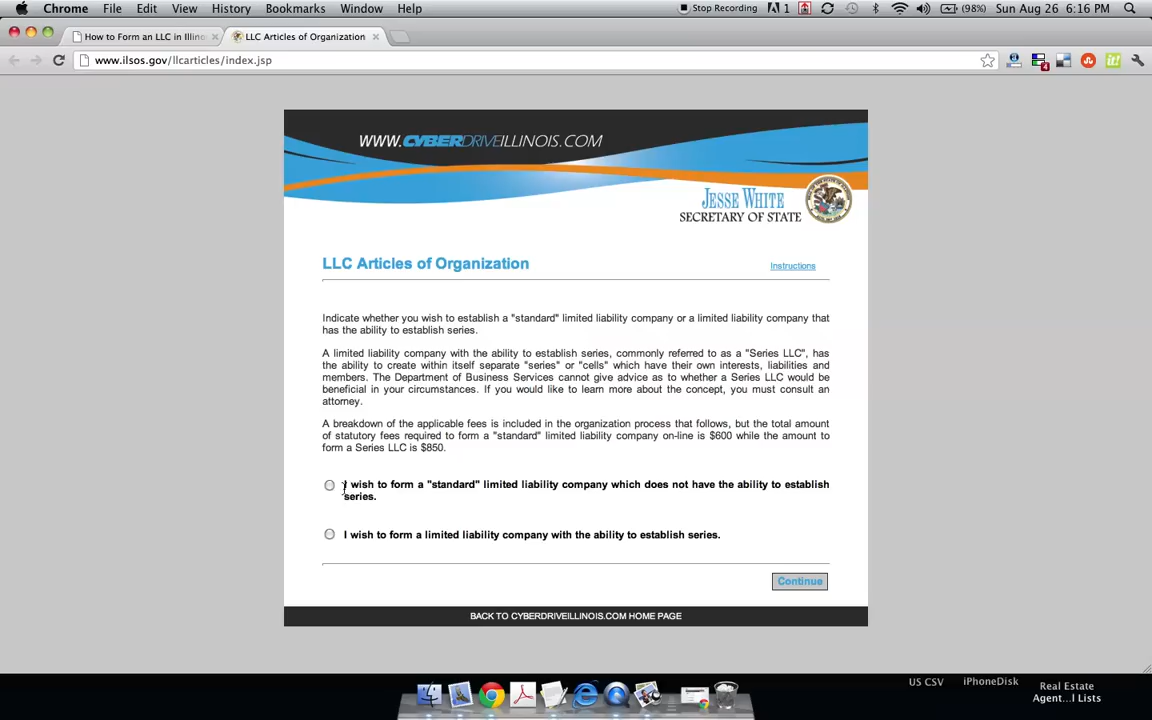 Chrome File Edit View History Bookmarks Window Help Stop Recording 1 (98%) Sun Aug 26 6:16 PM
How to Form an LLC in Illino LLC Articles of Organization
www.ilsos.gov/llcarticles/index.jsp
4 it!
WWW.CYBERDRIVEILLINOIS.COM
JESSE WHITE
SECRETARY OF STATE
LLC Articles of Organization Instructions
Indicate whether you wish to establish a "standard" limited liability company or a limited liability company that
has the ability to establish series.
A limited liability company with the ability to establish series, commonly referred to as a "Series LLC", has
the ability to create within itself separate "series" or "cells" which have their own interests, liabilities and
members. The Department of Business Services cannot give advice as to whether a Series LLC would be
beneficial in your circumstances. If you would like to learn more about the concept, you must consult an
attorney.
A breakdown of the applicable fees is included in the organization process that follows, but the total amount
of statutory fees required to form a "standard" limited liability company on-line is $600 while the amount to
form a Series LLC is $850.
I wish to form a "standard" limited liability company which does not have the ability to establish
series.
I wish to form a limited liability company with the ability to establish series.
Continue
BACK TO CYBERDRIVEILLINOIS.COM HOME PAGE
US CSV iPhoneDisk Real Estate
Agent...l Lists